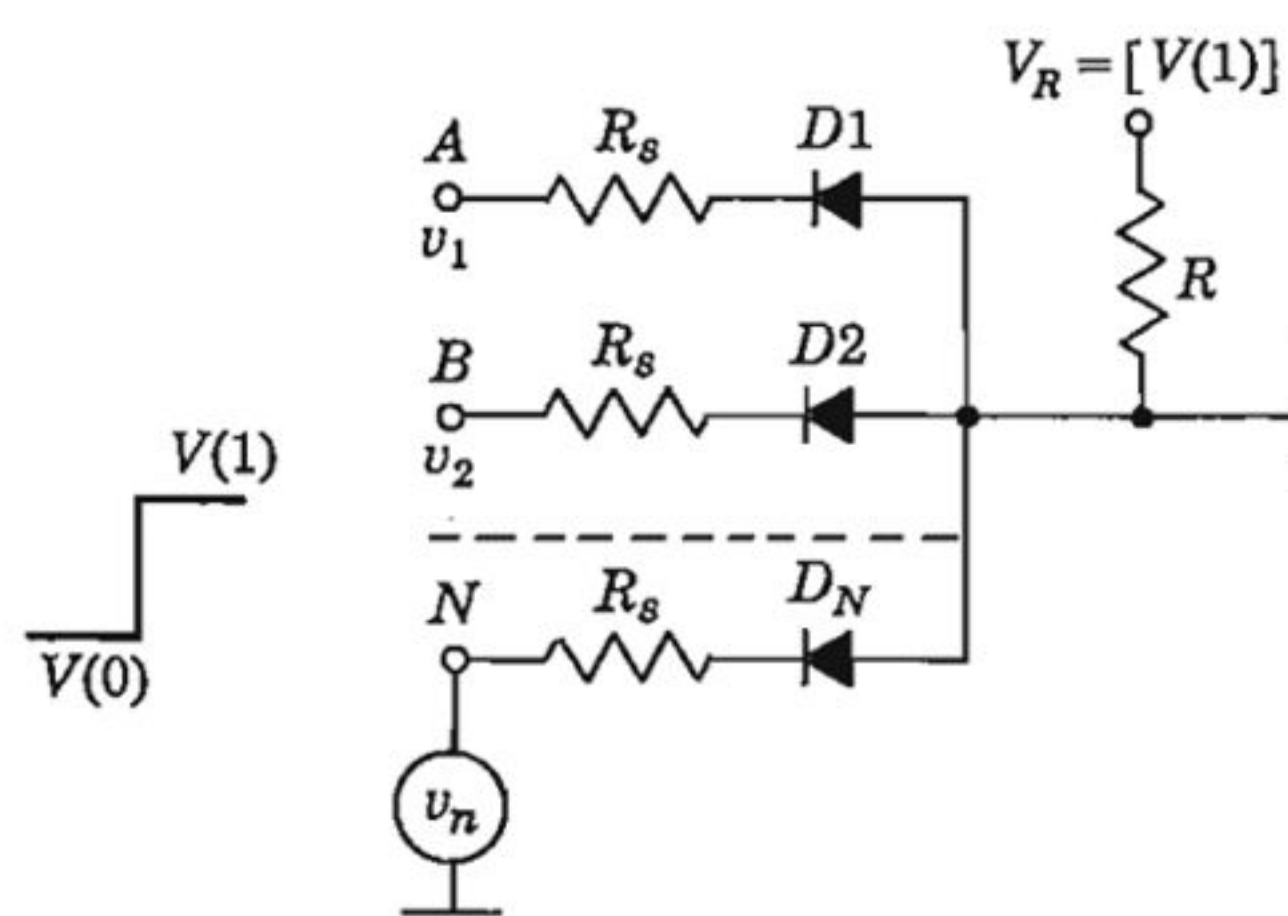 V_R = [V(1)]
A R_s D1
v_1
R
B R_s D2
v_2
V(1)
N R_s D_N
V(0)
v_n